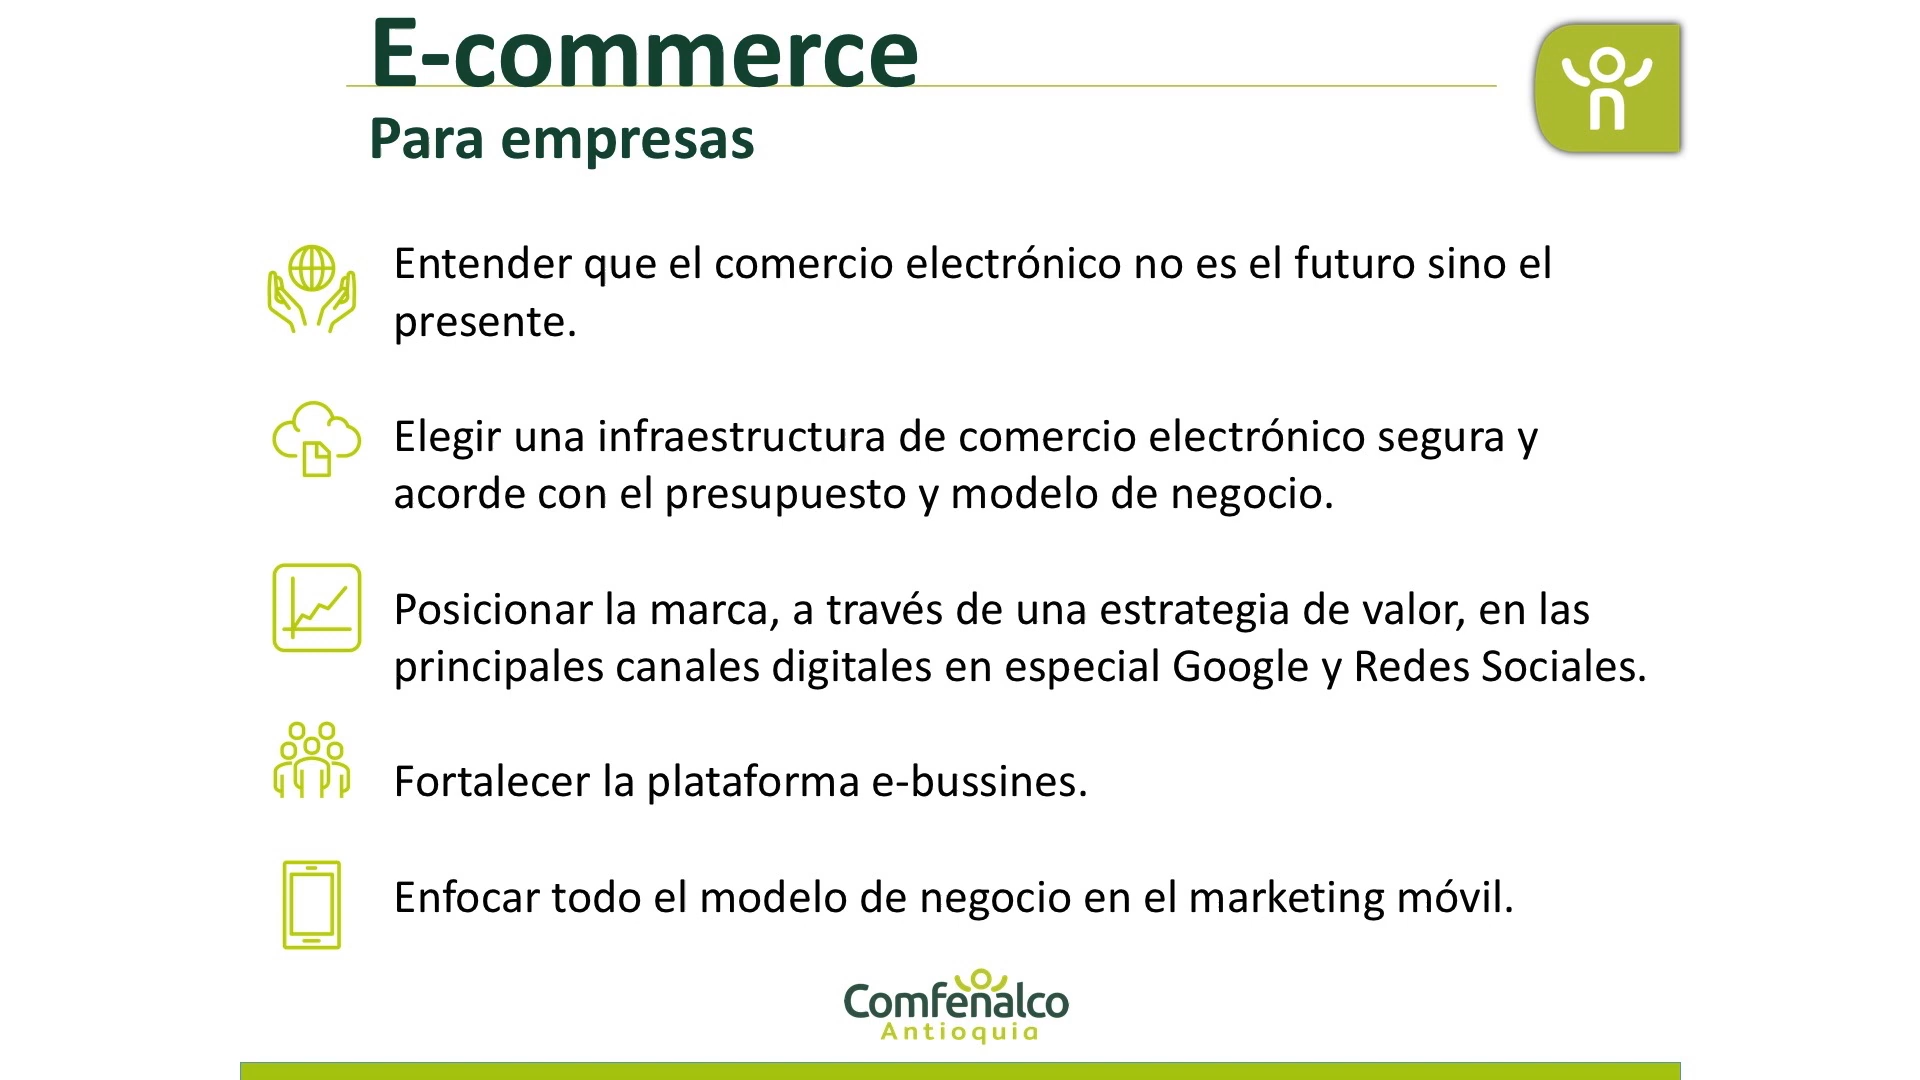 E-commerce
Para empresas
Entender que el comercio electrónico no es el futuro sino el
presente.
Elegir una infraestructura de comercio electrónico segura y
acorde con el presupuesto y modelo de negocio.
Posicionar la marca, a través de una estrategia de valor, en las
principales canales digitales en especial Google y Redes Sociales.
Fortalecer la plataforma e-bussines.
Enfocar todo el modelo de negocio en el marketing móvil.
Comfenalco
Antioquia